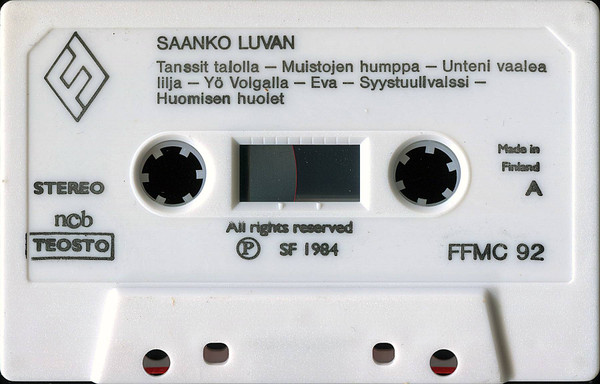 SAANKO LUVAN
Tanssit talolla — Muistojen humppa — Unteni vaalea
lilja — Yö Volgalla — Eva — Syystuulivalssi —
Huomisen huolet
Made in
Finland
STEREO
A
ncb
TEOSTO
All rights reserved
Ⓟ SF 1984
FFMC 92